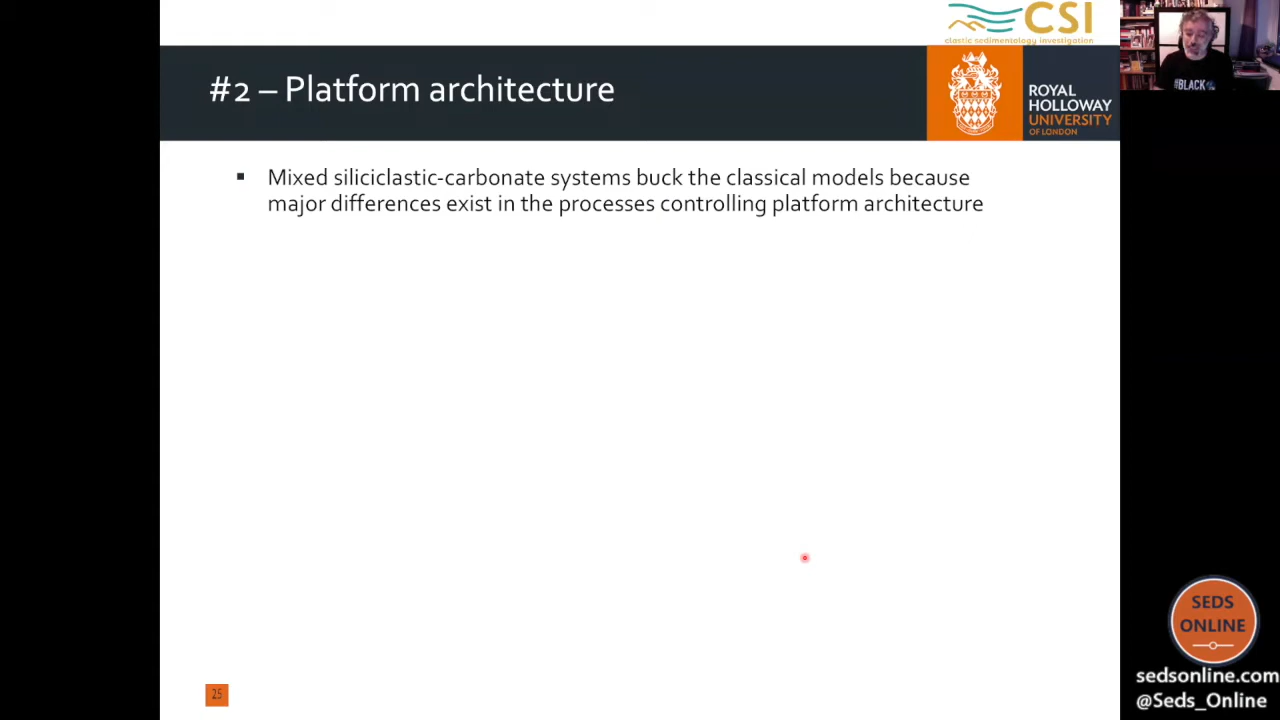 CSI
clastic sedimentology investigation
#2 – Platform architecture
ROYAL
HOLLOWAY
UNIVERSITY
OF LONDON
#BLACK
▪ Mixed siliciclastic-carbonate systems buck the classical models because
major differences exist in the processes controlling platform architecture
25
SEDS
ONLINE
sedsonline.com
@Seds_Online